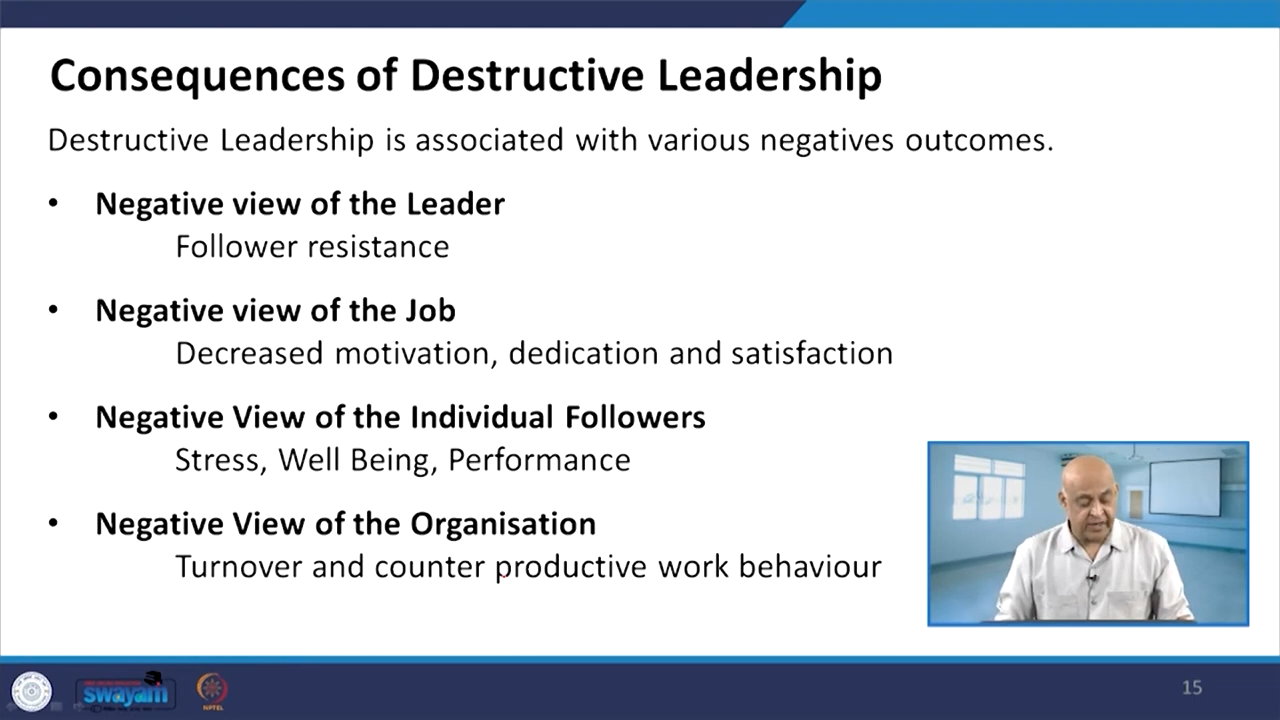 Consequences of Destructive Leadership
Destructive Leadership is associated with various negatives outcomes.
• Negative view of the Leader
Follower resistance
• Negative view of the Job
Decreased motivation, dedication and satisfaction
• Negative View of the Individual Followers
Stress, Well Being, Performance
• Negative View of the Organisation
Turnover and counter productive work behaviour
swayam
NPTEL
15